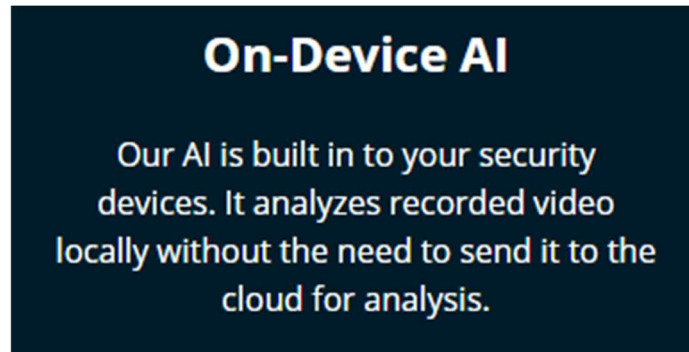 On-Device AI
Our AI is built in to your security
devices. It analyzes recorded video
locally without the need to send it to the
cloud for analysis.